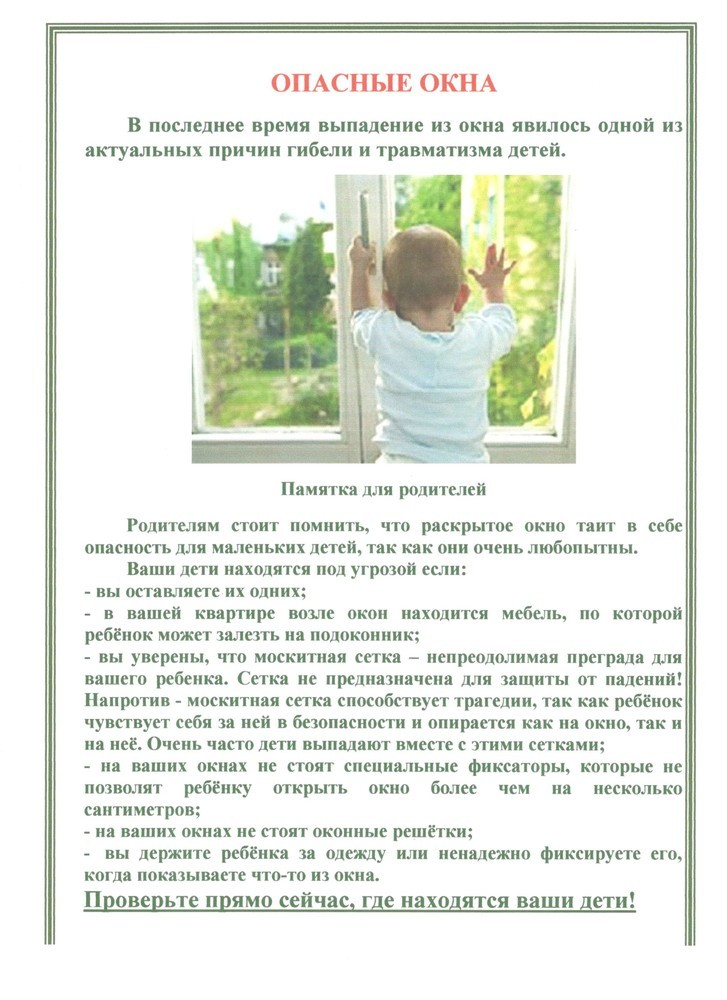 ОПАСНЫЕ ОКНА
В последнее время выпадение из окна явилось одной из
актуальных причин гибели и травматизма детей.
Памятка для родителей
Родителям стоит помнить, что раскрытое окно таит в себе
опасность для маленьких детей, так как они очень любопытны.
Ваши дети находятся под угрозой если:
- вы оставляете их одних;
- в вашей квартире возле окон находится мебель, по которой
ребёнок может залезть на подоконник;
- вы уверены, что москитная сетка – непреодолимая преграда для
вашего ребенка. Сетка не предназначена для защиты от падений!
Напротив - москитная сетка способствует трагедии, так как ребёнок
чувствует себя за ней в безопасности и опирается как на окно, так и
на неё. Очень часто дети выпадают вместе с этими сетками;
- на ваших окнах не стоят специальные фиксаторы, которые не
позволят ребёнку открыть окно более чем на несколько
сантиметров;
- на ваших окнах не стоят оконные решётки;
- вы держите ребёнка за одежду или ненадежно фиксируете его,
когда показываете что-то из окна.
Проверьте прямо сейчас, где находятся ваши дети!